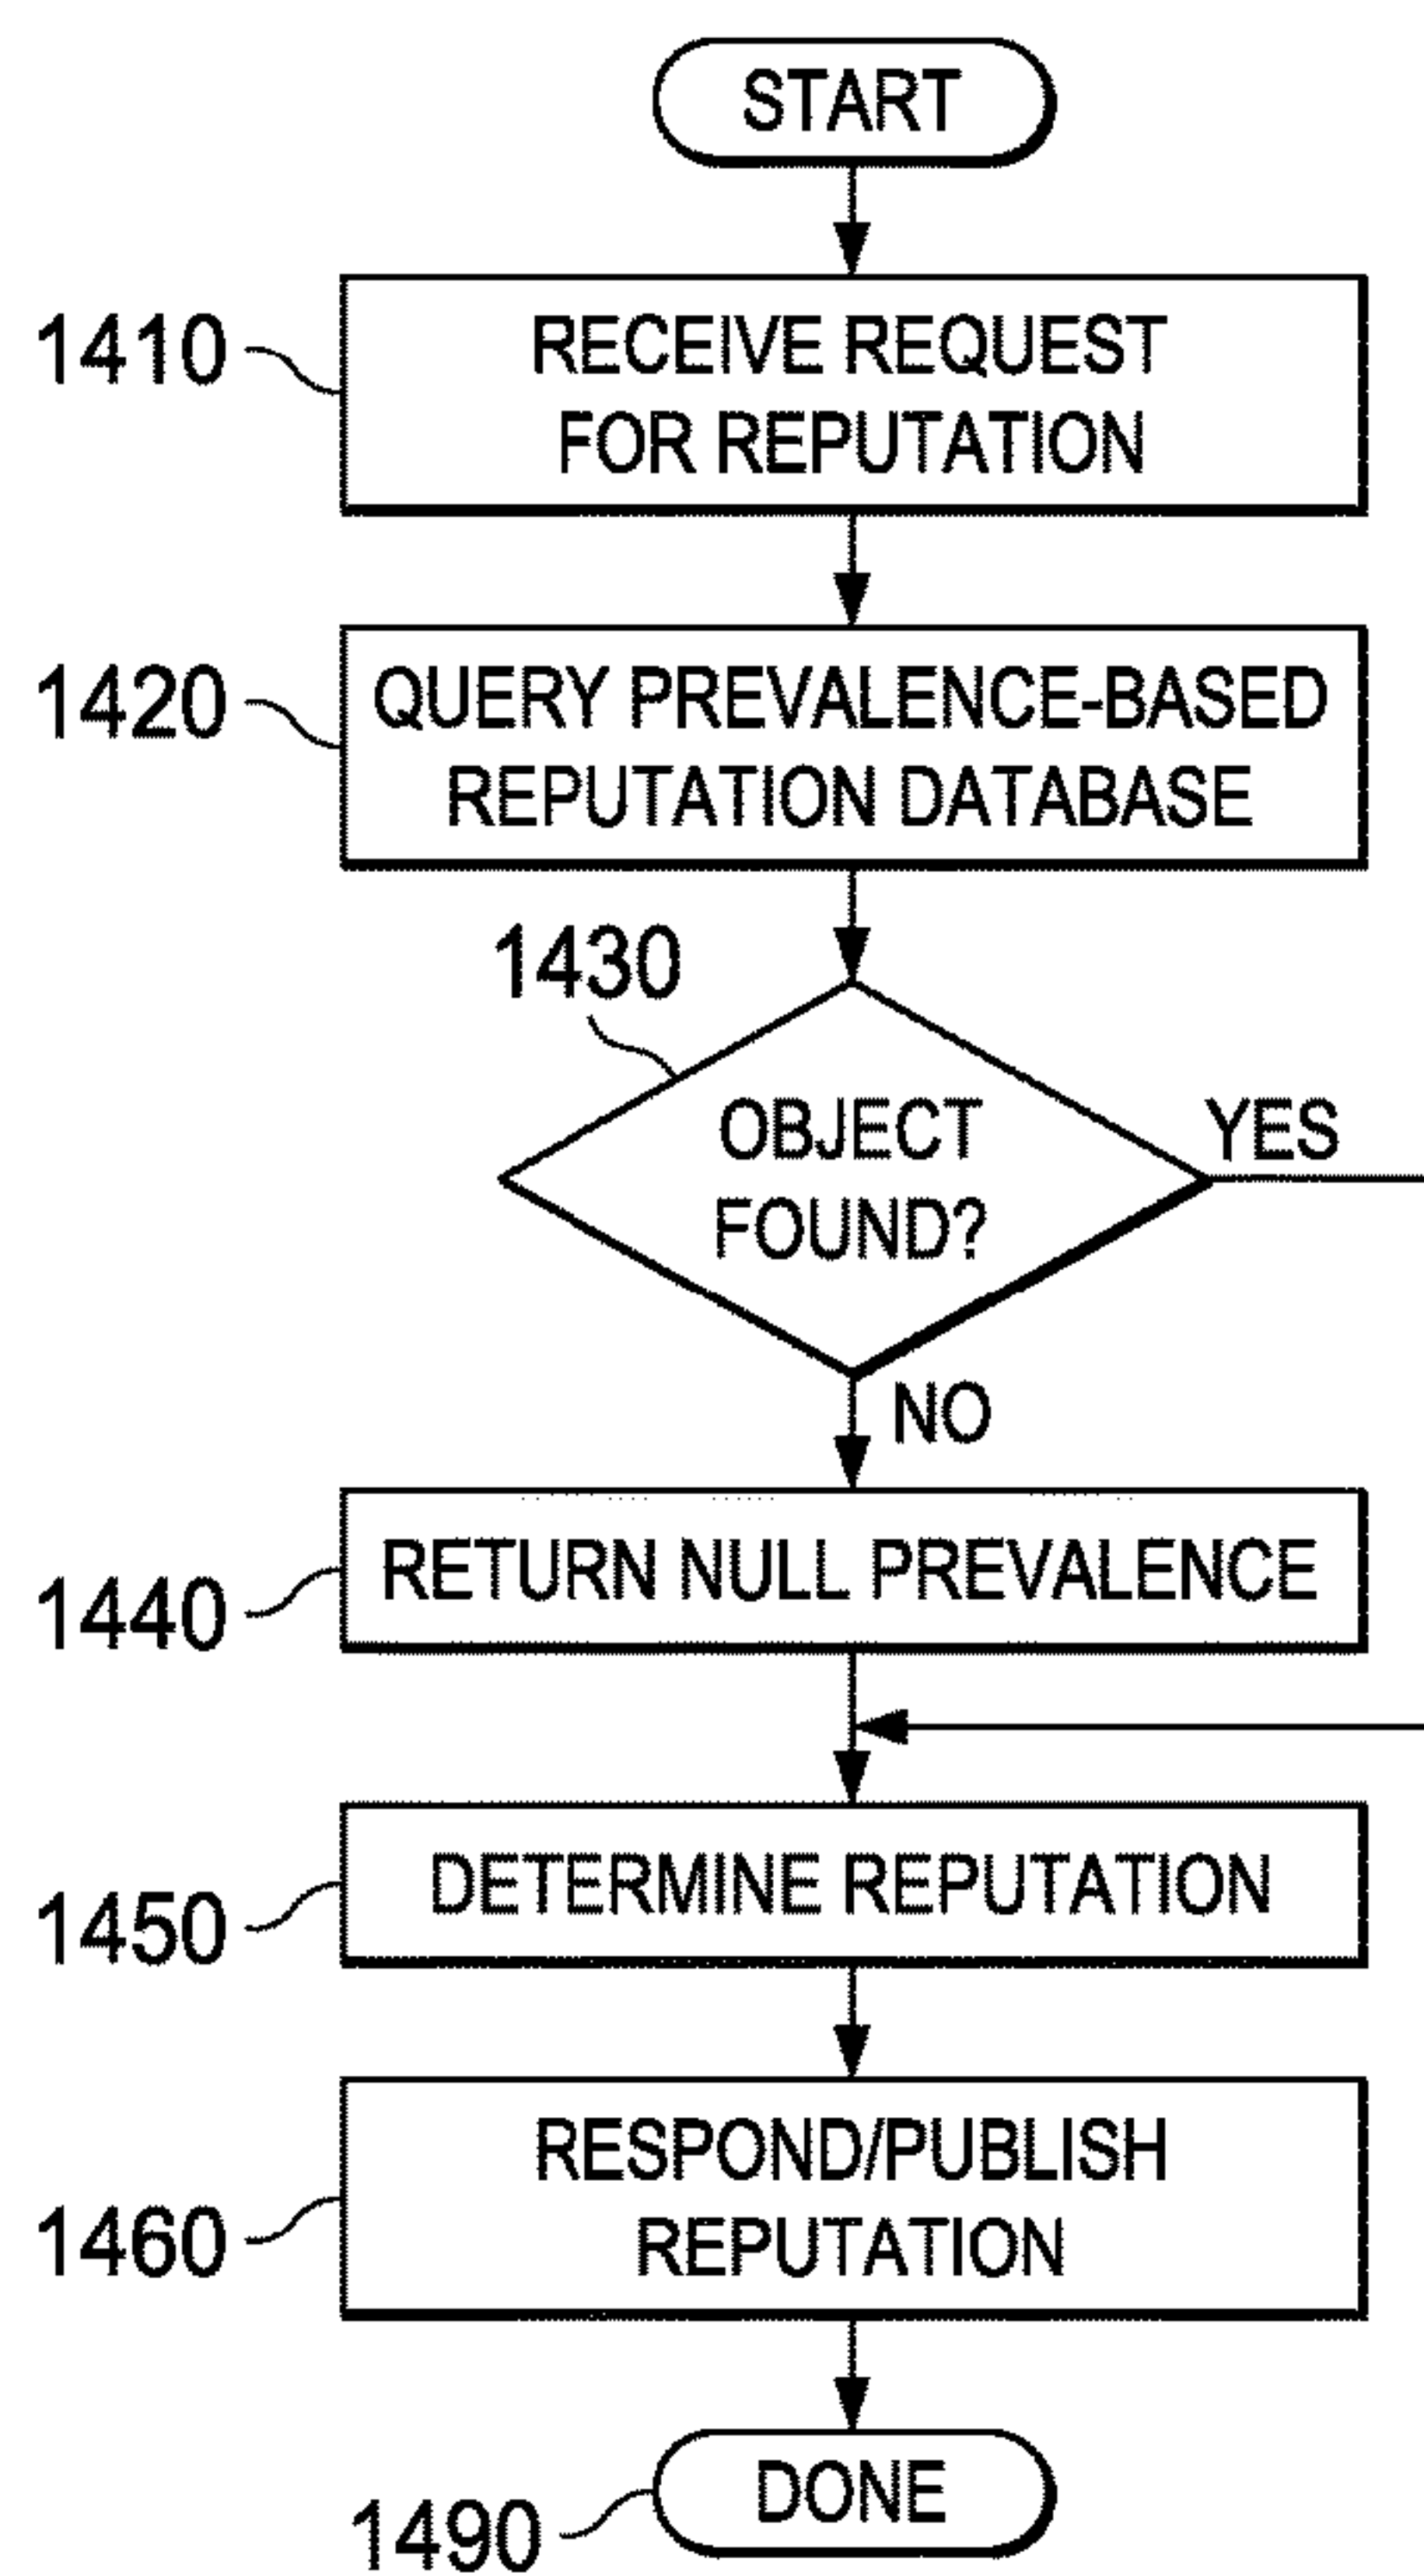 START
1410
RECEIVE REQUEST
FOR REPUTATION
1420
QUERY PREVALENCE-BASED
REPUTATION DATABASE
1430
OBJECT
FOUND?
YES
NO
1440
RETURN NULL PREVALENCE
1450
DETERMINE REPUTATION
1460
RESPOND/PUBLISH
REPUTATION
1490
DONE